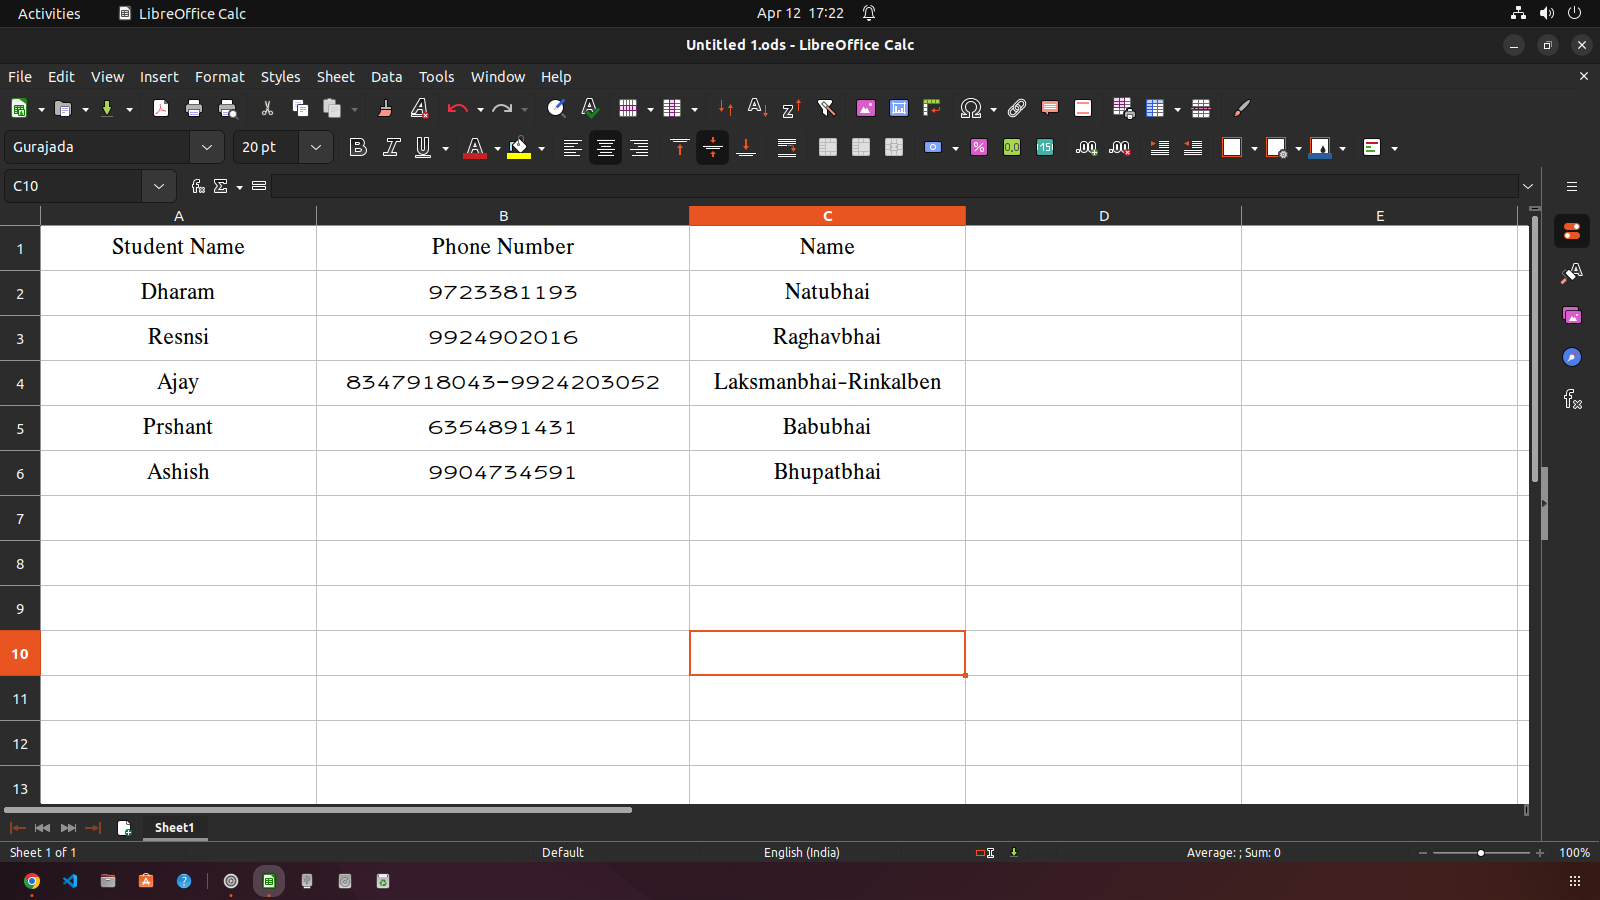 Activities LibreOffice Calc Apr 12 17:22
Untitled 1.ods - LibreOffice Calc
File Edit View Insert Format Styles Sheet Data Tools Window Help
Gurajada 20 pt
C10
A B C D E
1 Student Name Phone Number Name
2 Dharam 9723381193 Natubhai
3 Resnsi 9924902016 Raghavbhai
4 Ajay 8347918043-9924203052 Laksmanbhai-Rinkalben
5 Prshant 6354891431 Babubhai
6 Ashish 9904734591 Bhupatbhai
7
8
9
10
11
12
13
Sheet1
Sheet 1 of 1 Default English (India) Average: ; Sum: 0 100%